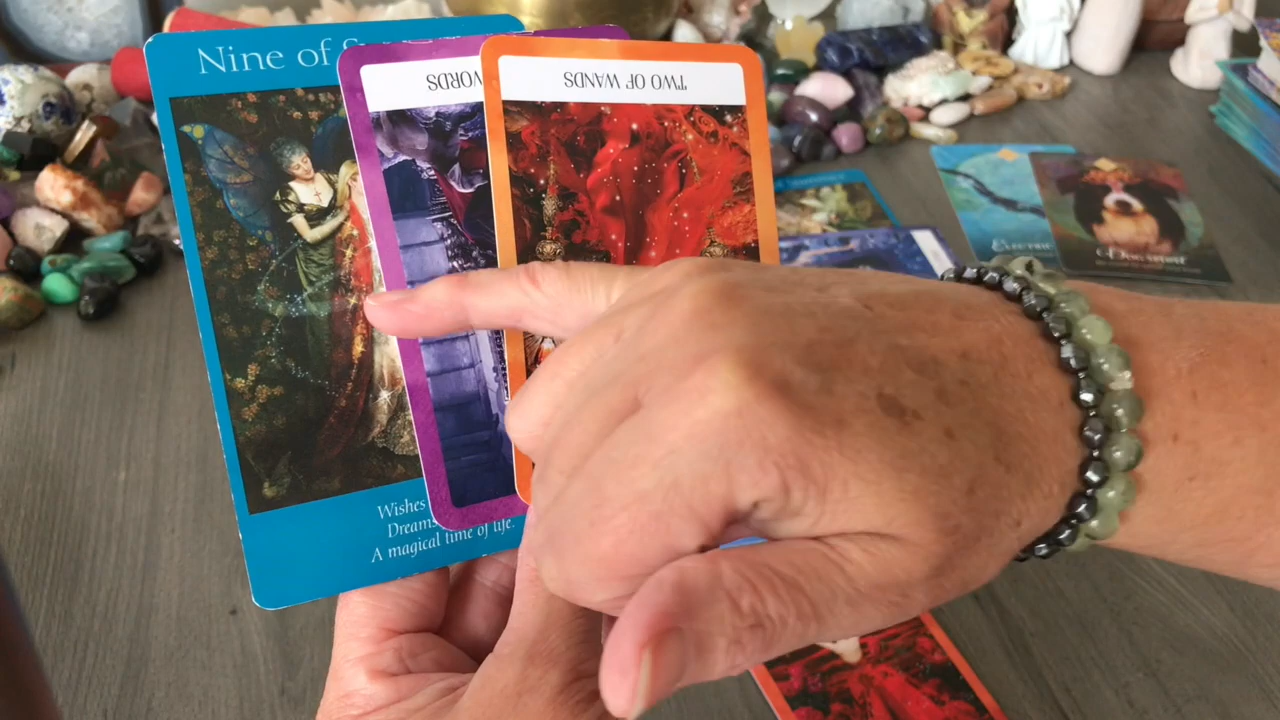 Nine of
WORDS
TWO OF WANDS
Wishes
Dreams
A magical time of life.